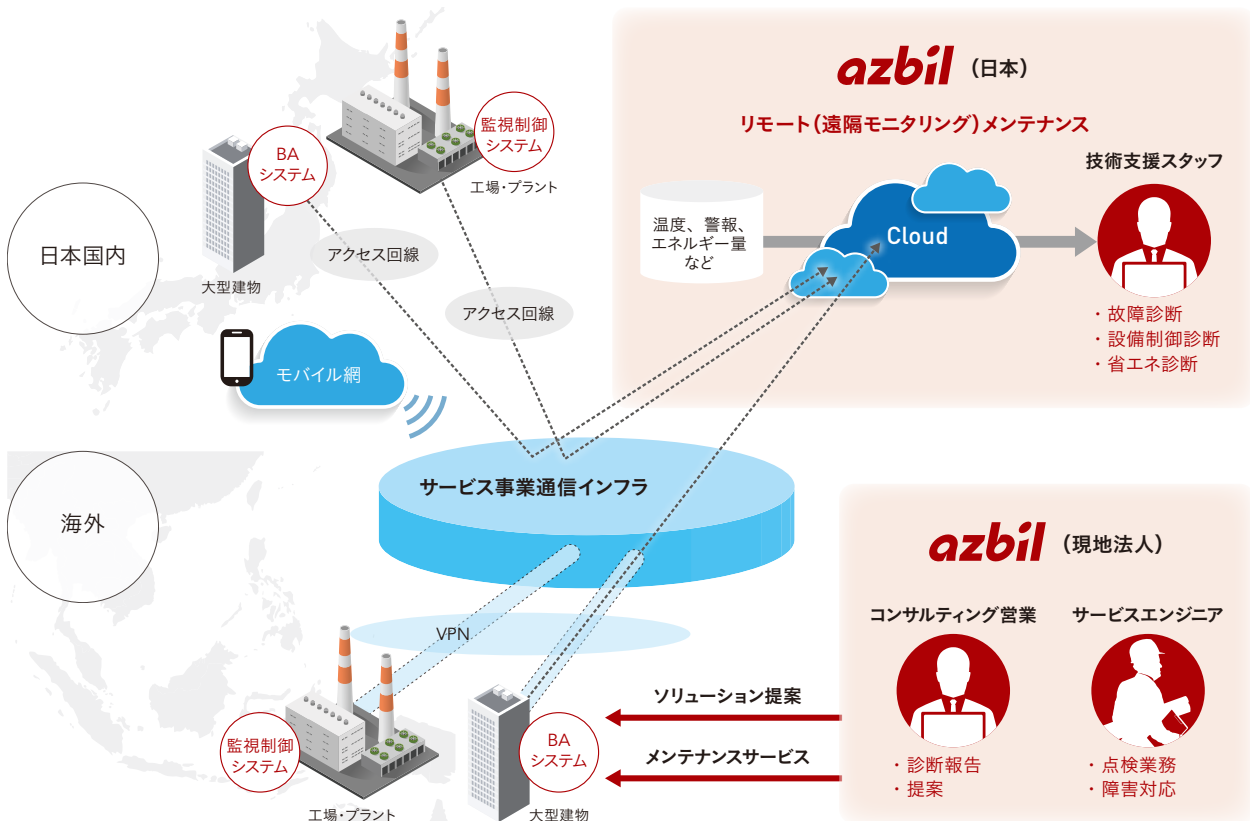 日本国内
BA
システム
大型建物
監視制御
システム
工場・プラント
アクセス回線
アクセス回線
モバイル網
azbil (日本)
リモート(遠隔モニタリング)メンテナンス
温度、警報、
エネルギー量
など
Cloud
技術支援スタッフ
・故障診断
・設備制御診断
・省エネ診断
サービス事業通信インフラ
海外
VPN
監視制御
システム
工場・プラント
BA
システム
大型建物
ソリューション提案
メンテナンスサービス
azbil (現地法人)
コンサルティング営業
・診断報告
・提案
サービスエンジニア
・点検業務
・障害対応